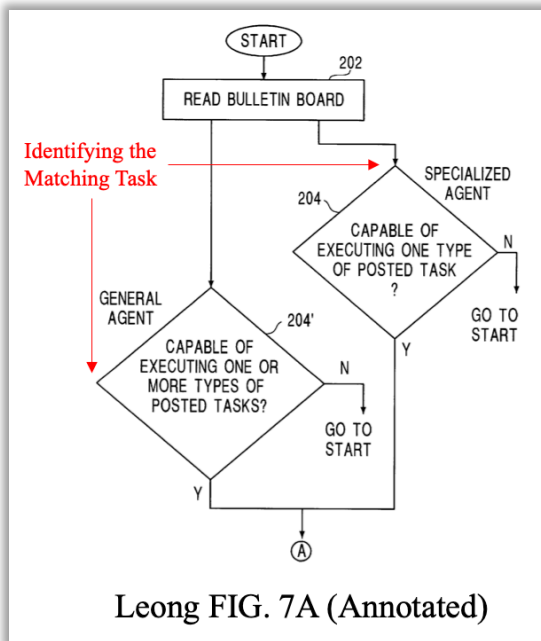 START
202
READ BULLETIN BOARD
Identifying the
Matching Task
SPECIALIZED
AGENT
204
CAPABLE OF
EXECUTING ONE TYPE
OF POSTED TASK
?
N
GO TO
START
Y
GENERAL
AGENT
204'
CAPABLE OF
EXECUTING ONE OR
MORE TYPES OF
POSTED TASKS?
N
GO TO
START
Y
A
Leong FIG. 7A (Annotated)